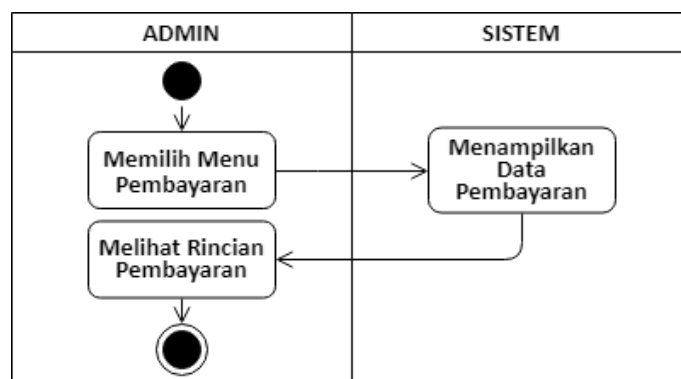 ADMIN
SISTEM
Memilih Menu
Pembayaran
Menampilkan
Data
Pembayaran
Melihat Rincian
Pembayaran